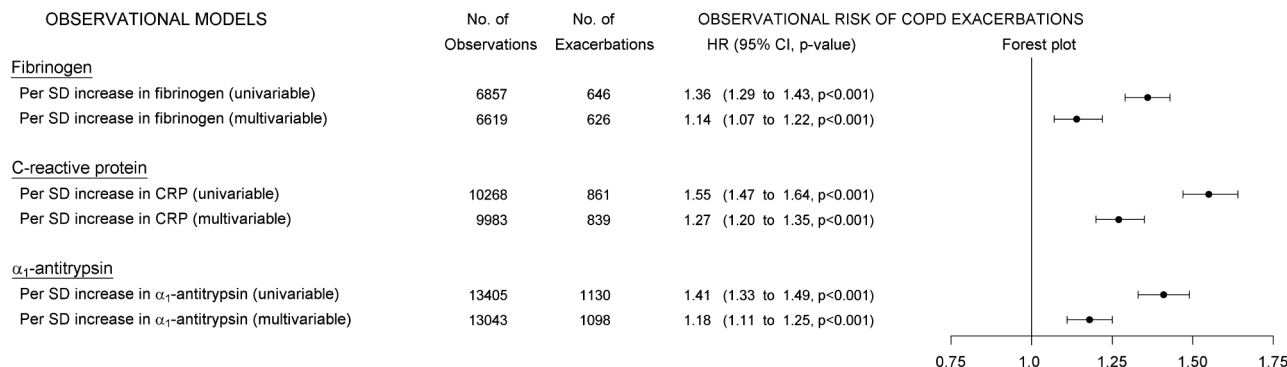 OBSERVATIONAL MODELS No. of No. of OBSERVATIONAL RISK OF COPD EXACERBATIONS
Observations Exacerbations HR (95% CI, p-value) Forest plot
Fibrinogen
Per SD increase in fibrinogen (univariable) 6857 646 1.36 (1.29 to 1.43, p<0.001)
Per SD increase in fibrinogen (multivariable) 6619 626 1.14 (1.07 to 1.22, p<0.001)
C-reactive protein
Per SD increase in CRP (univariable) 10268 861 1.55 (1.47 to 1.64, p<0.001)
Per SD increase in CRP (multivariable) 9983 839 1.27 (1.20 to 1.35, p<0.001)
α₁-antitrypsin
Per SD increase in α₁-antitrypsin (univariable) 13405 1130 1.41 (1.33 to 1.49, p<0.001)
Per SD increase in α₁-antitrypsin (multivariable) 13043 1098 1.18 (1.11 to 1.25, p<0.001)
0.75 1.0 1.25 1.50 1.75